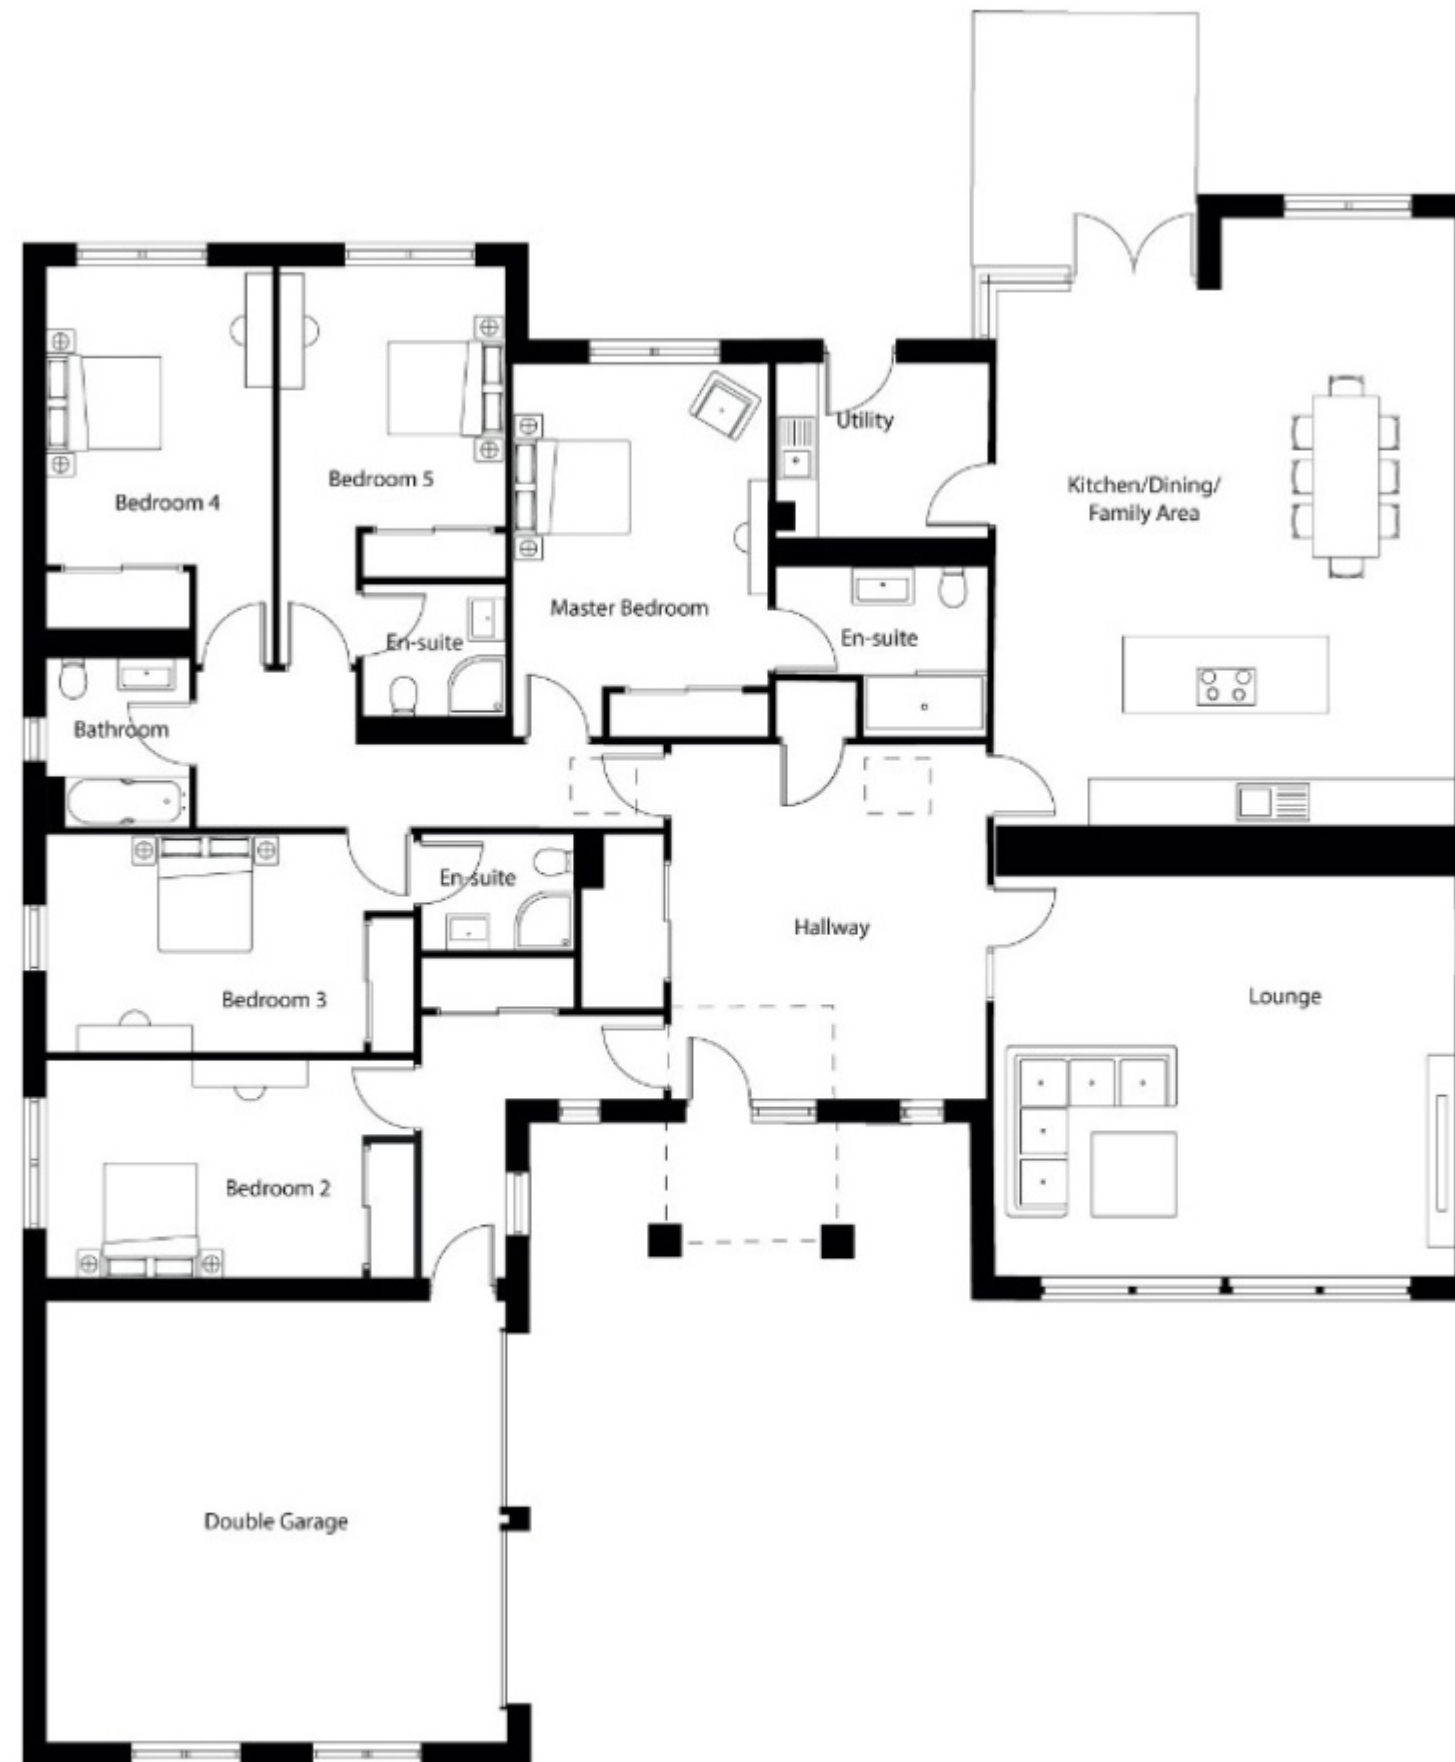 Utility
Bedroom 5
Bedroom 4
Kitchen/Dining/
Family Area
Master Bedroom
En-suite
En-suite
Bathroom
En-suite
Hallway
Bedroom 3
Lounge
Bedroom 2
Double Garage